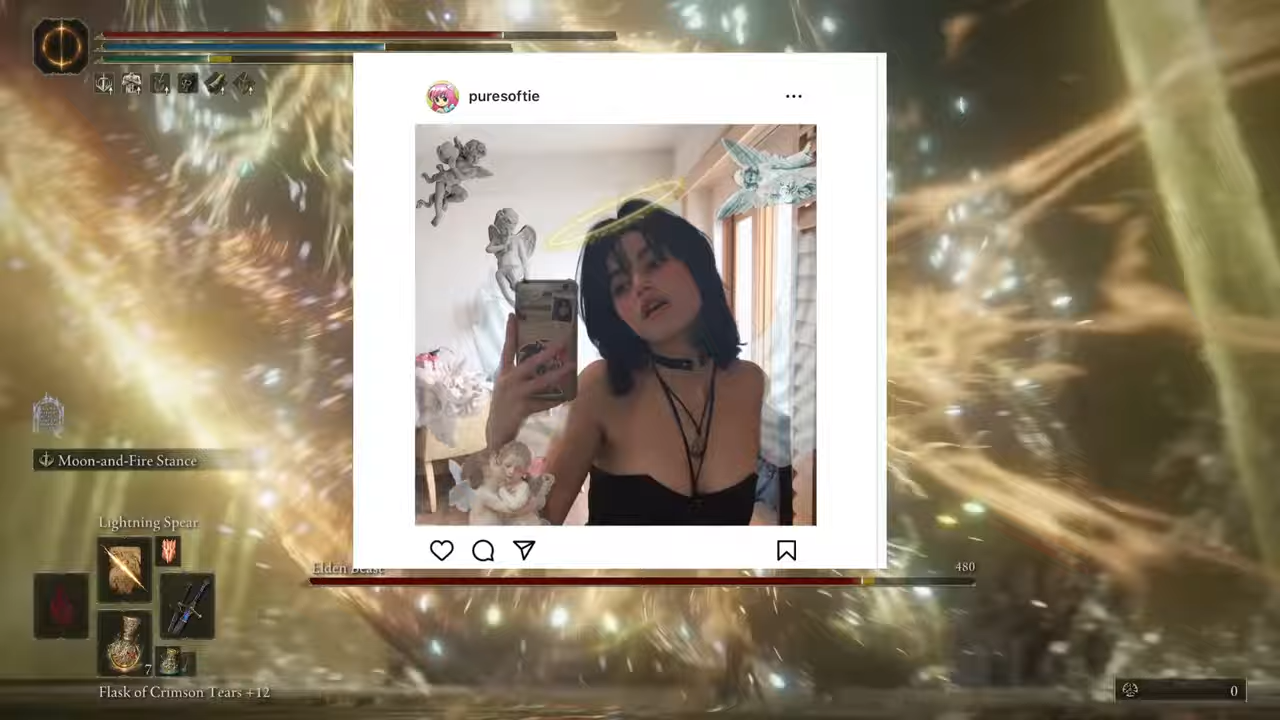 puresoftie
Moon-and-Fire Stance
Lightning Spear
7
Flask of Crimson Tears +12
Elden Beast
480
0